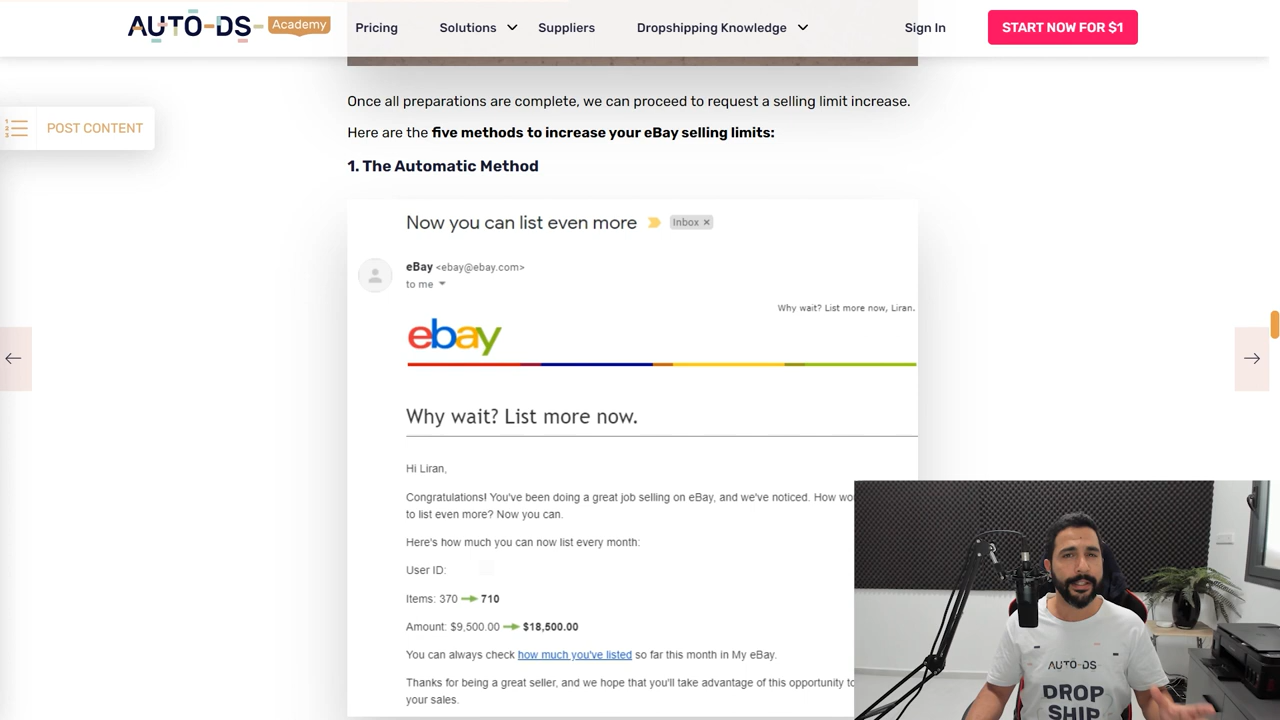 AUTO-DS Academy
Pricing
Solutions
Suppliers
Dropshipping Knowledge
Sign In
START NOW FOR $1
POST CONTENT
Once all preparations are complete, we can proceed to request a selling limit increase.
Here are the five methods to increase your eBay selling limits:
1. The Automatic Method
Now you can list even more
Inbox ×
eBay <ebay@ebay.com>
to me
Why wait? List more now, Liran.
ebay
Why wait? List more now.
Hi Liran,
Congratulations! You've been doing a great job selling on eBay, and we've noticed. How
to list even more? Now you can.
Here's how much you can now list every month:
User ID:
Items: 370 → 710
Amount: $9,500.00 → $18,500.00
You can always check how much you've listed so far this month in My eBay.
Thanks for being a great seller, and we hope that you'll take advantage of this opportunity to
your sales.
AUTO-DS
DROP
SHIP